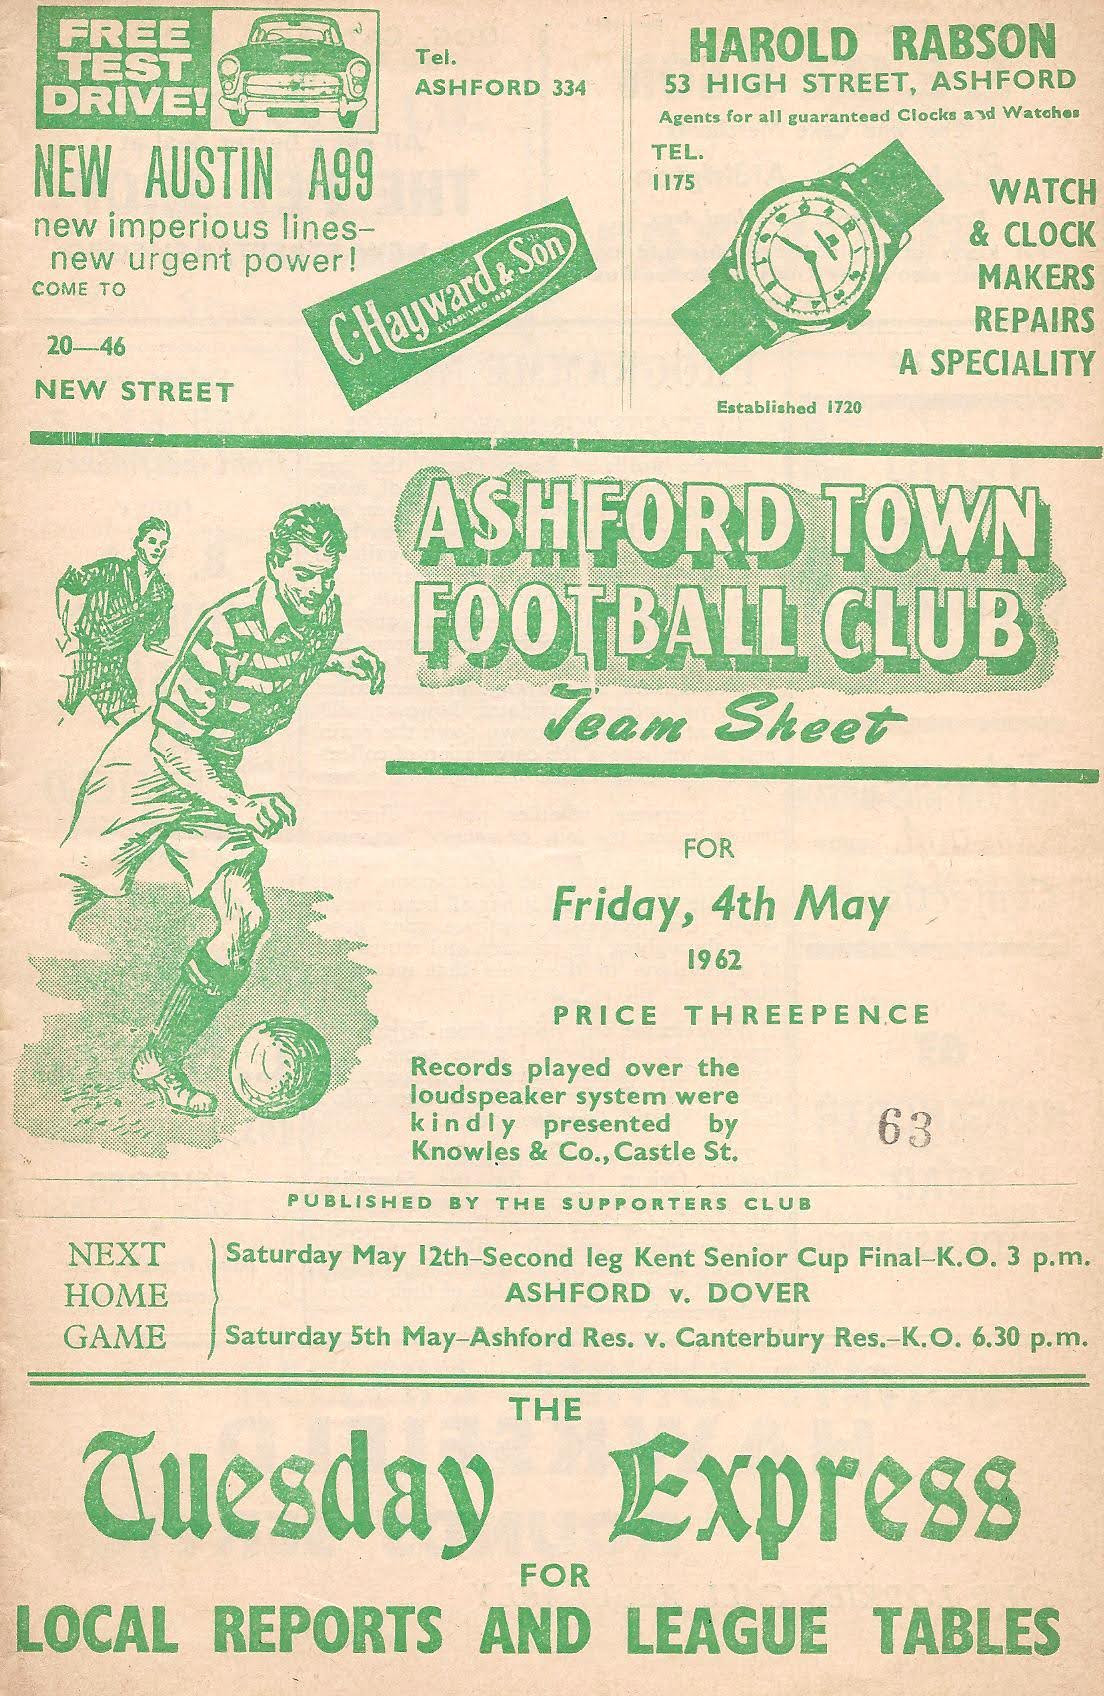 FREE
TEST
DRIVE!
NEW AUSTIN A99
new imperious lines—
new urgent power!
COME TO
20—46
NEW STREET
Tel.
ASHFORD 334
C. Hayward & Son
ESTABLISHED
HAROLD RABSON
53 HIGH STREET, ASHFORD
Agents for all guaranteed Clocks and Watches
TEL.
1175
WATCH
& CLOCK
MAKERS
REPAIRS
A SPECIALITY
Established 1720
ASHFORD TOWN
FOOTBALL CLUB
Team Sheet
FOR
Friday, 4th May
1962
PRICE THREEPENCE
Records played over the
loudspeaker system were
kindly presented by
Knowles & Co., Castle St.
63
PUBLISHED BY THE SUPPORTERS CLUB
NEXT
HOME
GAME
Saturday May 12th–Second leg Kent Senior Cup Final–K.O. 3 p.m.
ASHFORD v. DOVER
Saturday 5th May–Ashford Res. v. Canterbury Res.–K.O. 6.30 p.m.
THE
Tuesday Express
FOR
LOCAL REPORTS AND LEAGUE TABLES